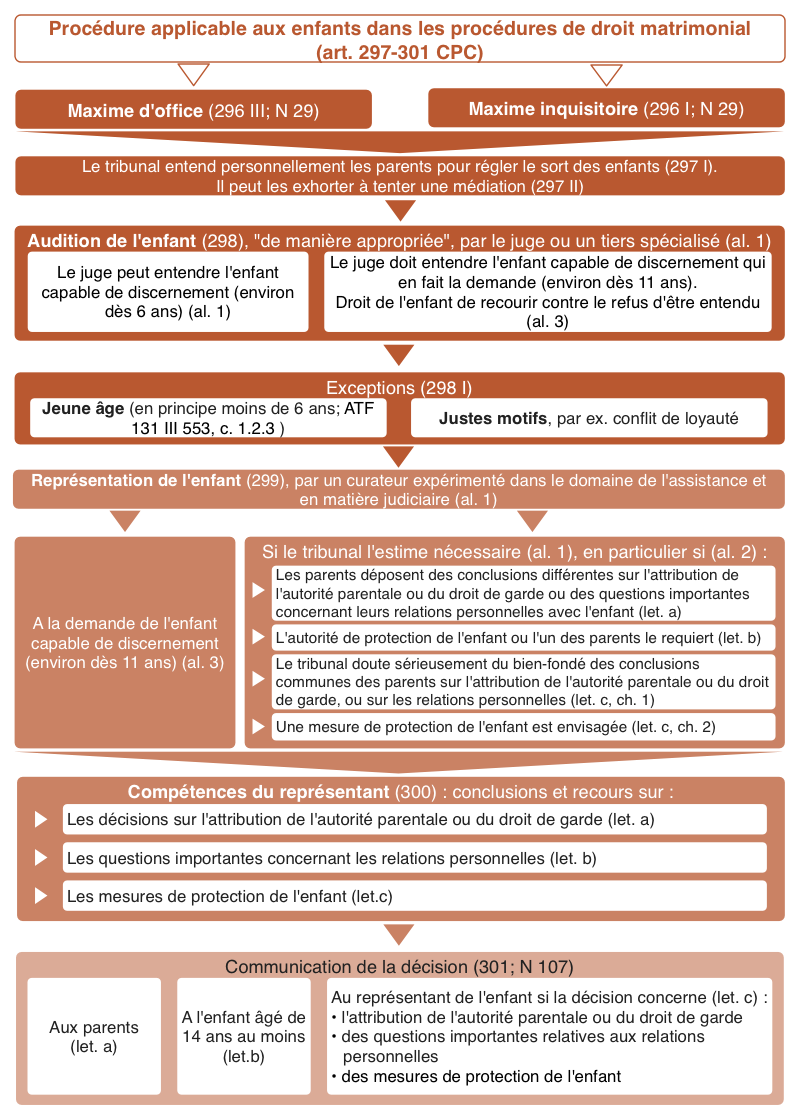 Procédure applicable aux enfants dans les procédures de droit matrimonial
(art. 297-301 CPC)
Maxime d'office (296 III; N 29)
Maxime inquisitoire (296 I; N 29)
Le tribunal entend personnellement les parents pour régler le sort des enfants (297 I).
Il peut les exhorter à tenter une médiation (297 II)
Audition de l'enfant (298), "de manière appropriée", par le juge ou un tiers spécialisé (al. 1)
Le juge peut entendre l'enfant
capable de discernement (environ
dès 6 ans) (al. 1)
Le juge doit entendre l'enfant capable de discernement qui
en fait la demande (environ dès 11 ans).
Droit de l'enfant de recourir contre le refus d'être entendu
(al. 3)
Exceptions (298 I)
Jeune âge (en principe moins de 6 ans; ATF
131 III 553, c. 1.2.3 )
Justes motifs, par ex. conflit de loyauté
Représentation de l'enfant (299), par un curateur expérimenté dans le domaine de l'assistance et
en matière judiciaire (al. 1)
A la demande de l'enfant
capable de discernement
(environ dès 11 ans) (al. 3)
Si le tribunal l'estime nécessaire (al. 1), en particulier si (al. 2) :
Les parents déposent des conclusions différentes sur l'attribution de
l'autorité parentale ou du droit de garde ou des questions importantes
concernant leurs relations personnelles avec l'enfant (let. a)
L'autorité de protection de l'enfant ou l'un des parents le requiert (let. b)
Le tribunal doute sérieusement du bien-fondé des conclusions
communes des parents sur l'attribution de l'autorité parentale ou du droit
de garde, ou sur les relations personnelles (let. c, ch. 1)
Une mesure de protection de l'enfant est envisagée (let. c, ch. 2)
Compétences du représentant (300) : conclusions et recours sur :
Les décisions sur l'attribution de l'autorité parentale ou du droit de garde (let. a)
Les questions importantes concernant les relations personnelles (let. b)
Les mesures de protection de l'enfant (let.c)
Communication de la décision (301; N 107)
Aux parents
(let. a)
A l'enfant âgé de
14 ans au moins
(let.b)
Au représentant de l'enfant si la décision concerne (let. c) :
• l'attribution de l'autorité parentale ou du droit de garde
• des questions importantes relatives aux relations
personnelles
• des mesures de protection de l'enfant